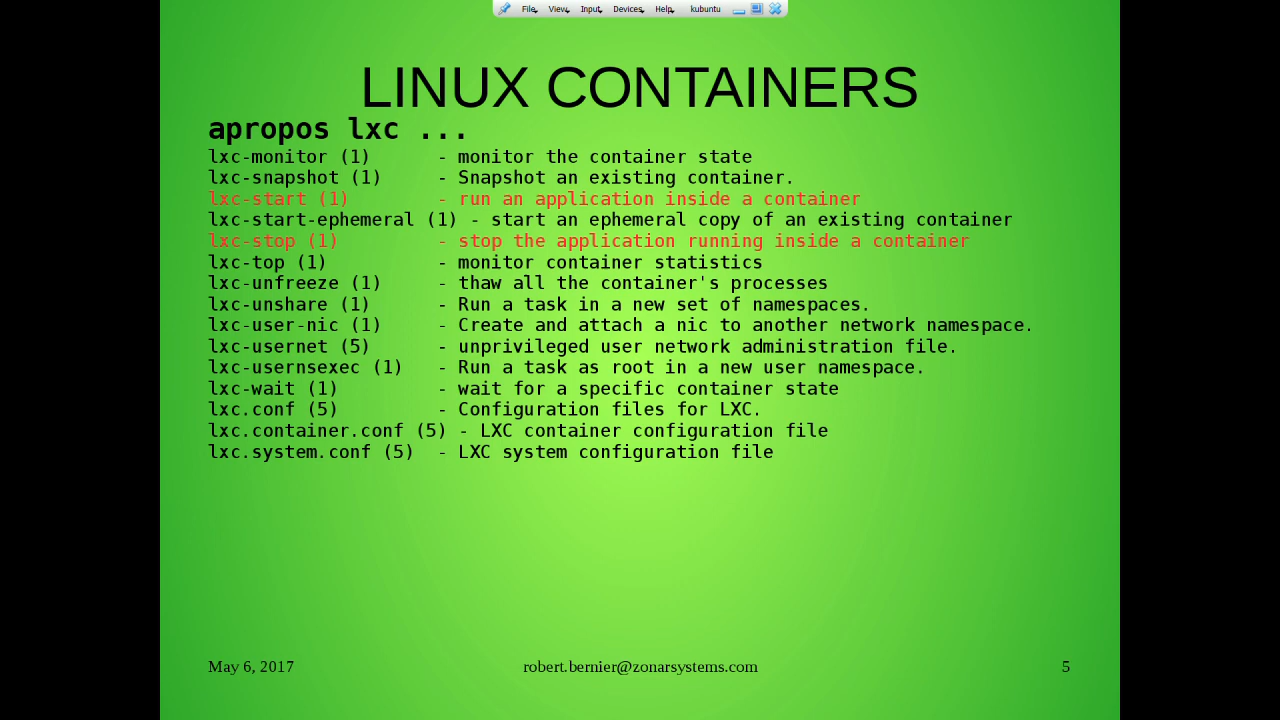 File View Input Devices Help kubuntu
LINUX CONTAINERS
apropos lxc ...
lxc-monitor (1) - monitor the container state
lxc-snapshot (1) - Snapshot an existing container.
lxc-start (1) - run an application inside a container
lxc-start-ephemeral (1) - start an ephemeral copy of an existing container
lxc-stop (1) - stop the application running inside a container
lxc-top (1) - monitor container statistics
lxc-unfreeze (1) - thaw all the container's processes
lxc-unshare (1) - Run a task in a new set of namespaces.
lxc-user-nic (1) - Create and attach a nic to another network namespace.
lxc-usernet (5) - unprivileged user network administration file.
lxc-usernsexec (1) - Run a task as root in a new user namespace.
lxc-wait (1) - wait for a specific container state
lxc.conf (5) - Configuration files for LXC.
lxc.container.conf (5) - LXC container configuration file
lxc.system.conf (5) - LXC system configuration file
May 6, 2017 robert.bernier@zonarsystems.com 5